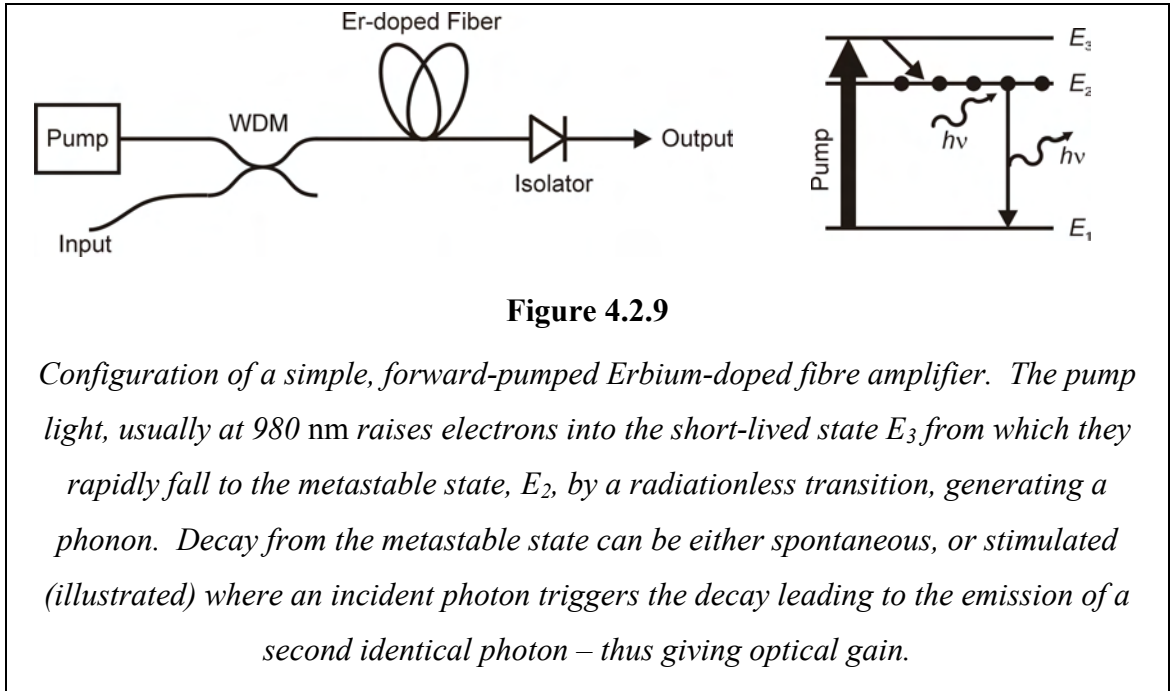 Er-doped Fiber
Pump
WDM
Input
Isolator
Output
Pump
E3
E2
hν
hν
E1
Figure 4.2.9
Configuration of a simple, forward-pumped Erbium-doped fibre amplifier. The pump
light, usually at 980 nm raises electrons into the short-lived state E3 from which they
rapidly fall to the metastable state, E2, by a radiationless transition, generating a
phonon. Decay from the metastable state can be either spontaneous, or stimulated
(illustrated) where an incident photon triggers the decay leading to the emission of a
second identical photon – thus giving optical gain.